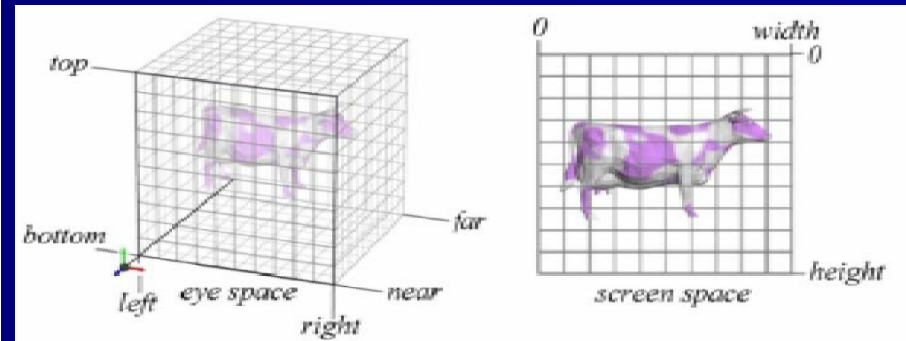 top
bottom
left
eye space
right
near
far
0
width
0
height
screen space